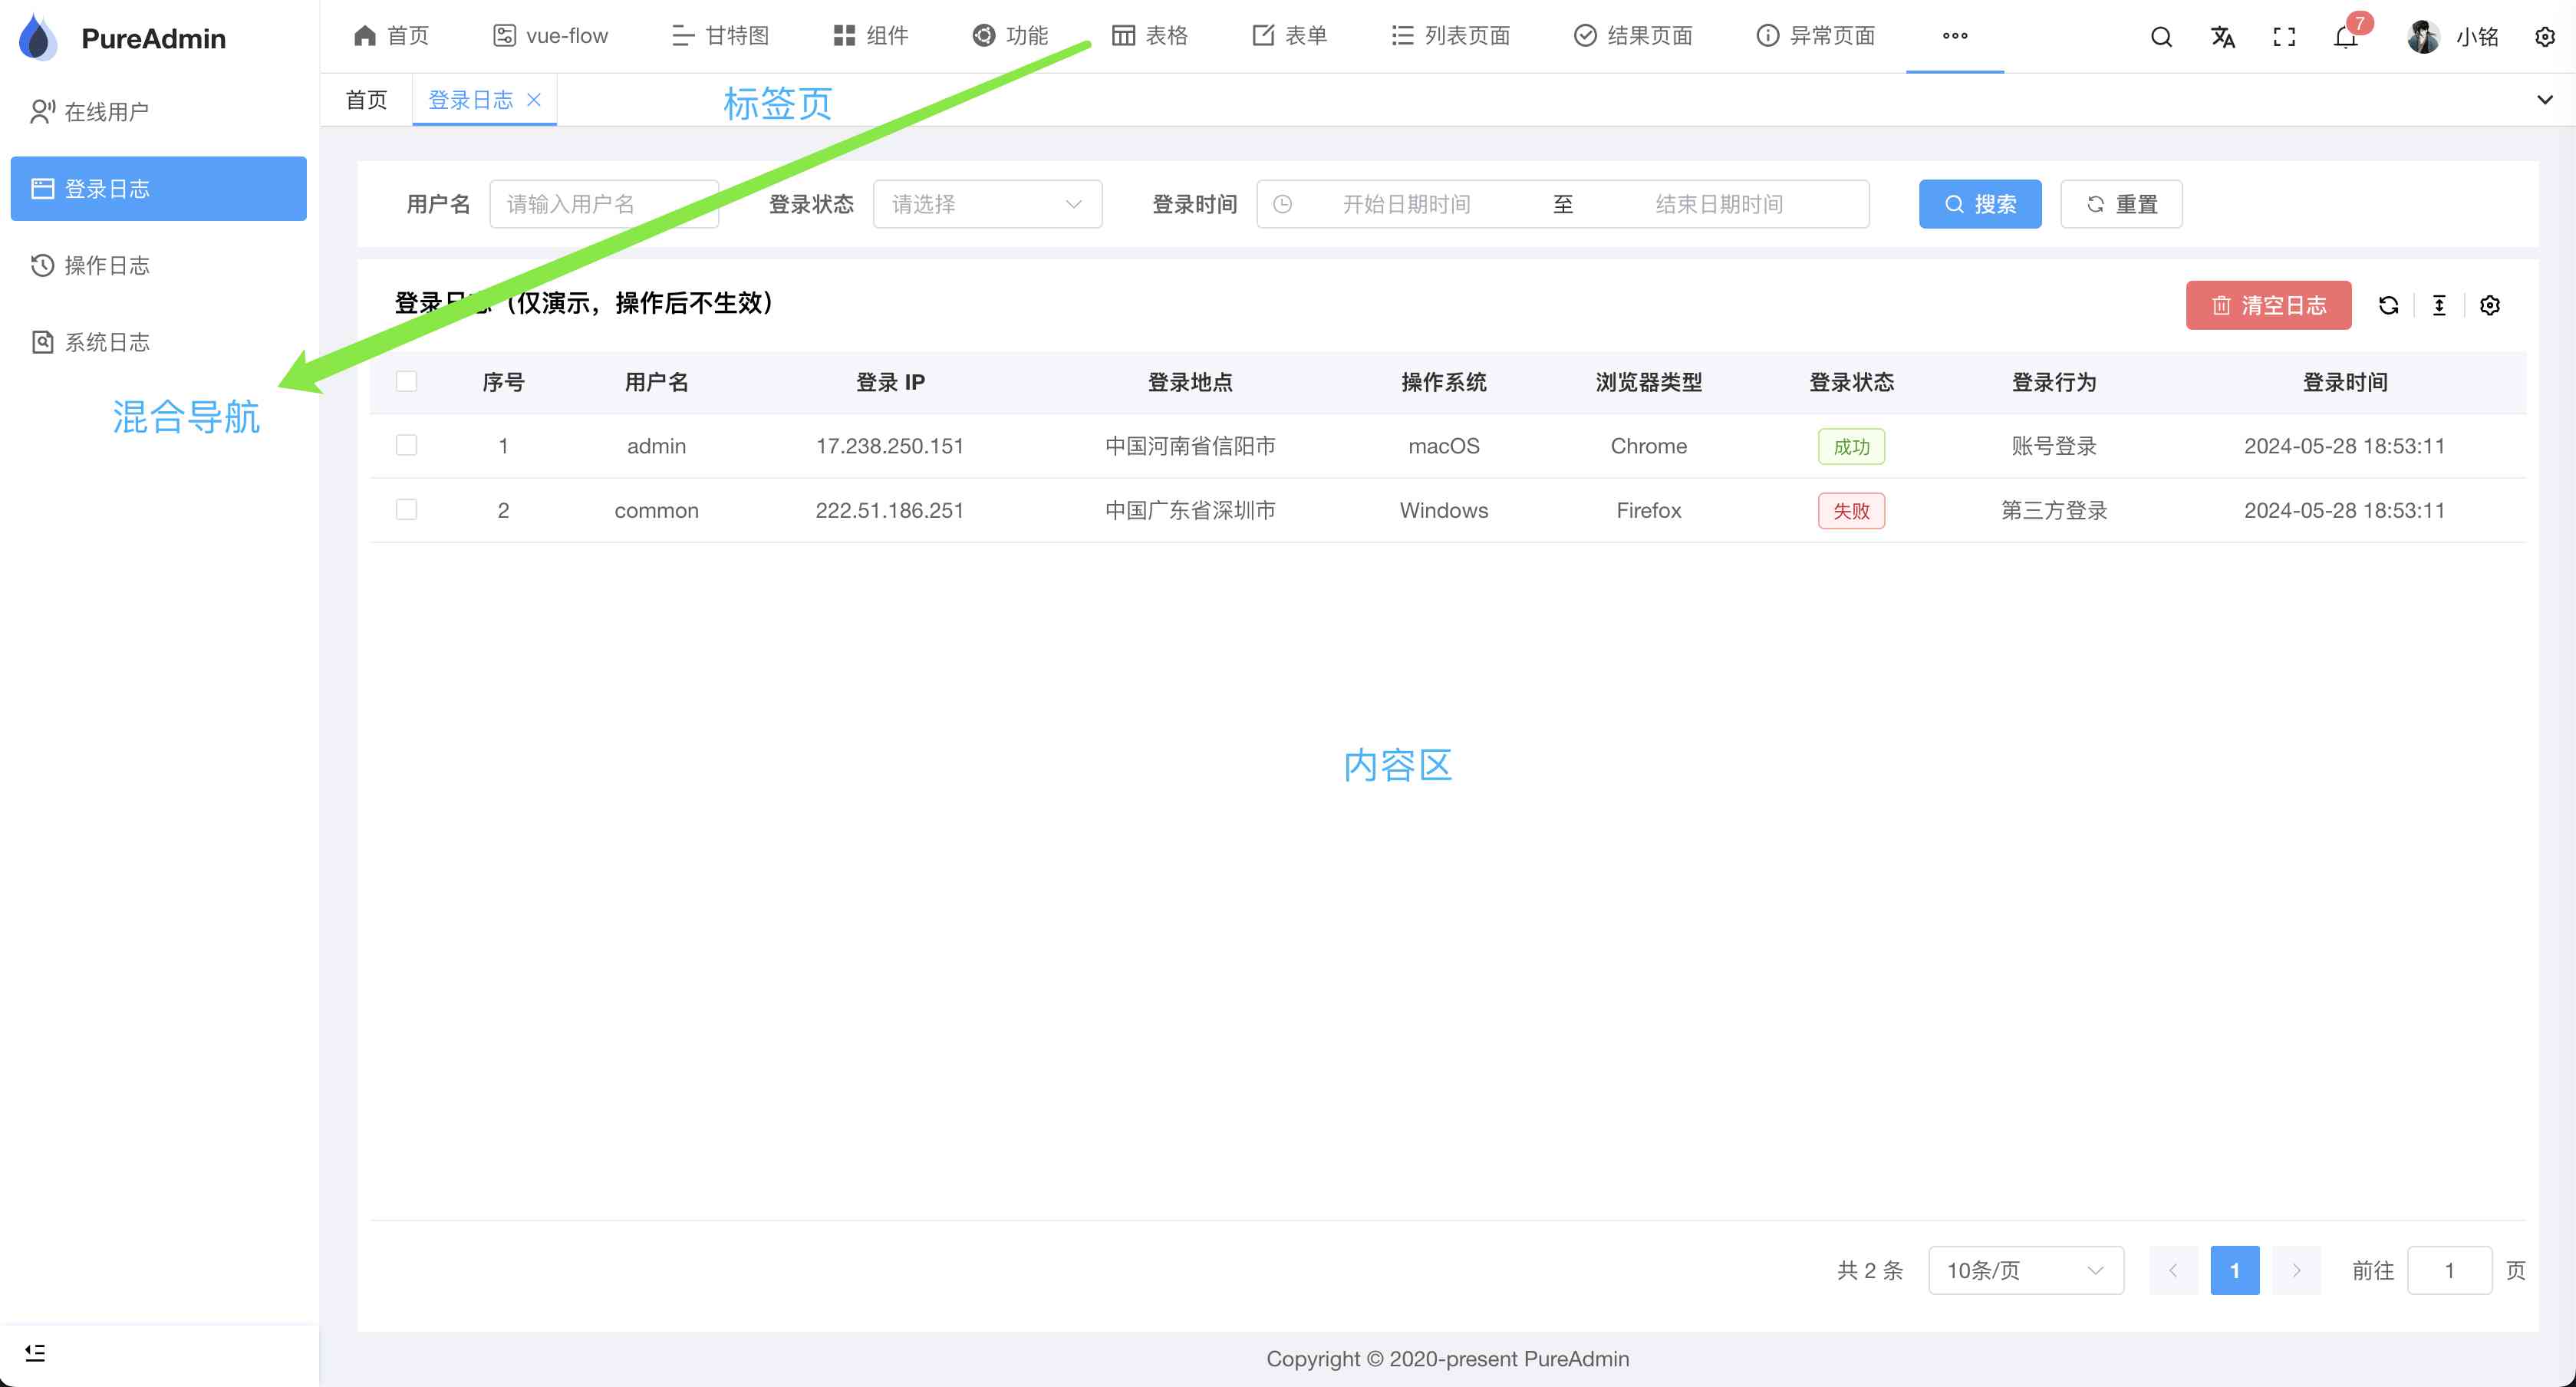 PureAdmin
首页 vue-flow 甘特图 组件 功能 表格 表单 列表页面 结果页面 异常页面 7 小铭
首页 登录日志 标签页
在线用户
登录日志
操作日志
系统日志
混合导航
用户名 请输入用户名 登录状态 请选择 登录时间 开始日期时间 至 结束日期时间 搜索 重置
登录日志（仅演示，操作后不生效） 清空日志
序号 用户名 登录 IP 登录地点 操作系统 浏览器类型 登录状态 登录行为 登录时间
1 admin 17.238.250.151 中国河南省信阳市 macOS Chrome 成功 账号登录 2024-05-28 18:53:11
2 common 222.51.186.251 中国广东省深圳市 Windows Firefox 失败 第三方登录 2024-05-28 18:53:11
内容区
共 2 条 10条/页 1 前往 1 页
Copyright © 2020-present PureAdmin